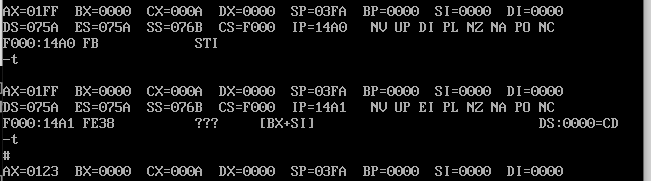 AX=01FF BX=0000 CX=000A DX=0000 SP=03FA BP=0000 SI=0000 DI=0000
DS=075A ES=075A SS=076B CS=F000 IP=14A0 NV UP DI PL NZ NA PO NC
F000:14A0 FB STI
-t
AX=01FF BX=0000 CX=000A DX=0000 SP=03FA BP=0000 SI=0000 DI=0000
DS=075A ES=075A SS=076B CS=F000 IP=14A1 NV UP EI PL NZ NA PO NC
F000:14A1 FE38 ??? [BX+SI] DS:0000=CD
-t
#
AX=0123 BX=0000 CX=000A DX=0000 SP=03FA BP=0000 SI=0000 DI=0000